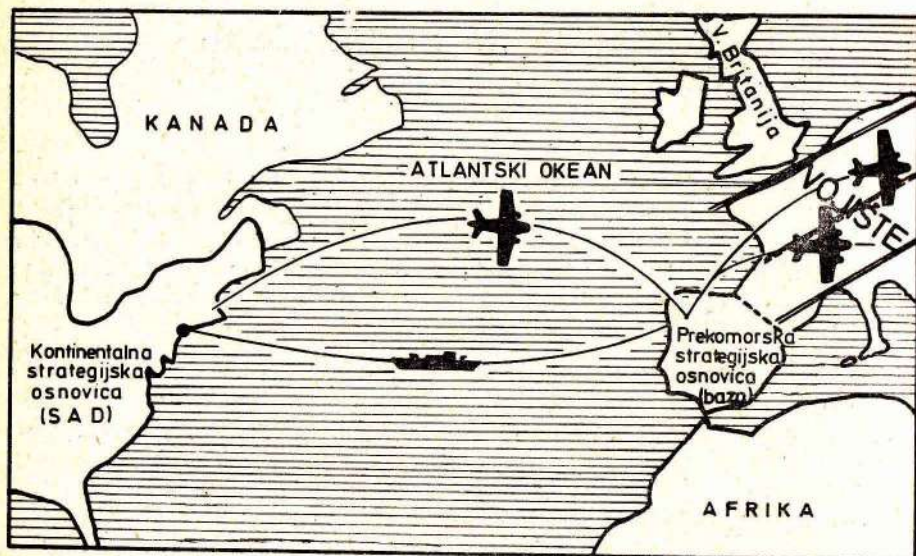 KANADA
V. Britanija
ATLANTSKI OKEAN
VOJIŠTE
Kontinentalna
strategijska
osnovica
(SAD)
Prekomorska
strategijska
osnovica
(baza)
AFRIKA